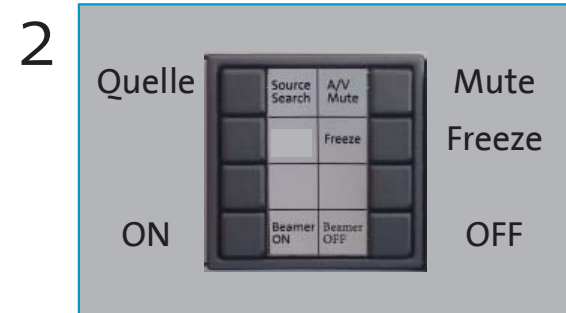 2
Quelle
Source
Search
A/V
Mute
Mute
Freeze
Freeze
ON
Beamer
ON
Beamer
OFF
OFF